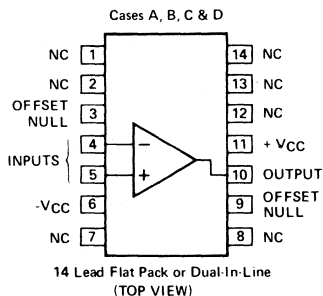 Cases A, B, C & D
NC 1
NC 2
OFFSET
NULL 3
4 −
INPUTS
5 +
-VCC 6
NC 7
14 NC
13 NC
12 NC
11 + VCC
10 OUTPUT
9 OFFSET
NULL
8 NC
14 Lead Flat Pack or Dual-In-Line
(TOP VIEW)